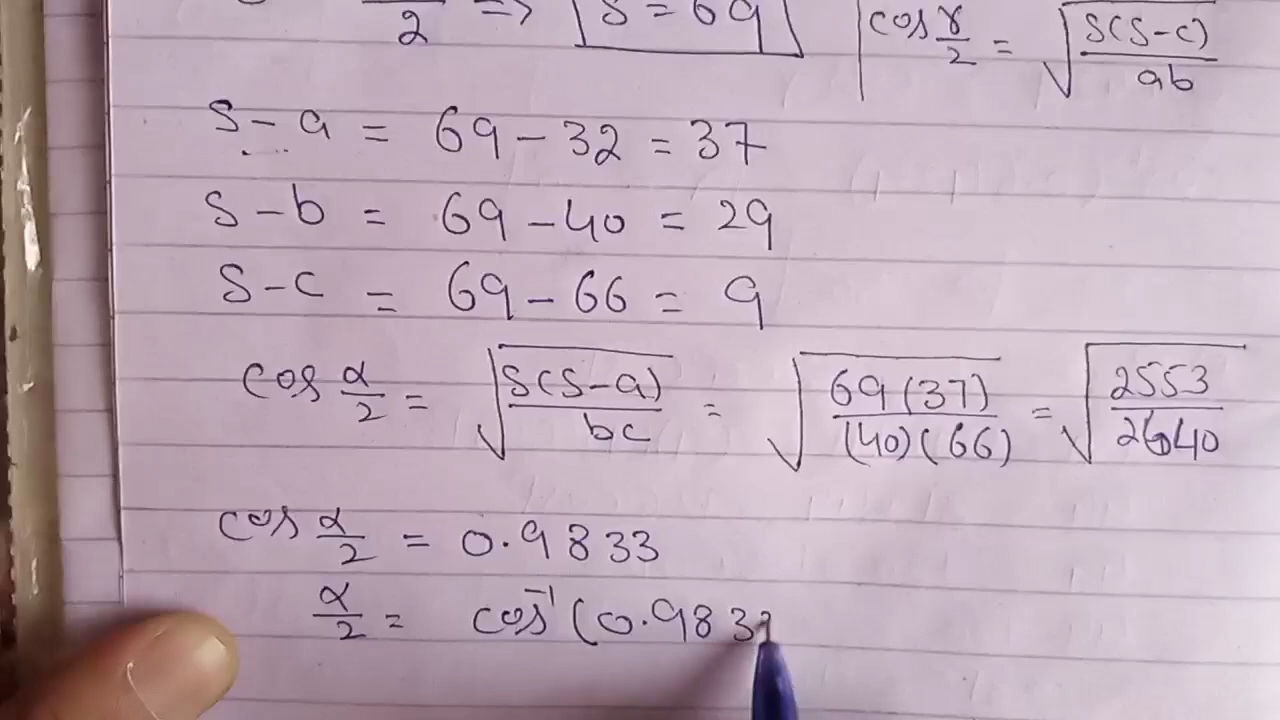 /2 => S = 69 cos γ/2 = √(S(S-c)/ab)
S-a = 69-32 = 37
S-b = 69-40 = 29
S-c = 69-66 = 9
cos α/2 = √(S(S-a)/bc) = √(69(37)/(40)(66)) = √(2553/2640)
cos α/2 = 0.9833
α/2 = cos⁻¹(0.983